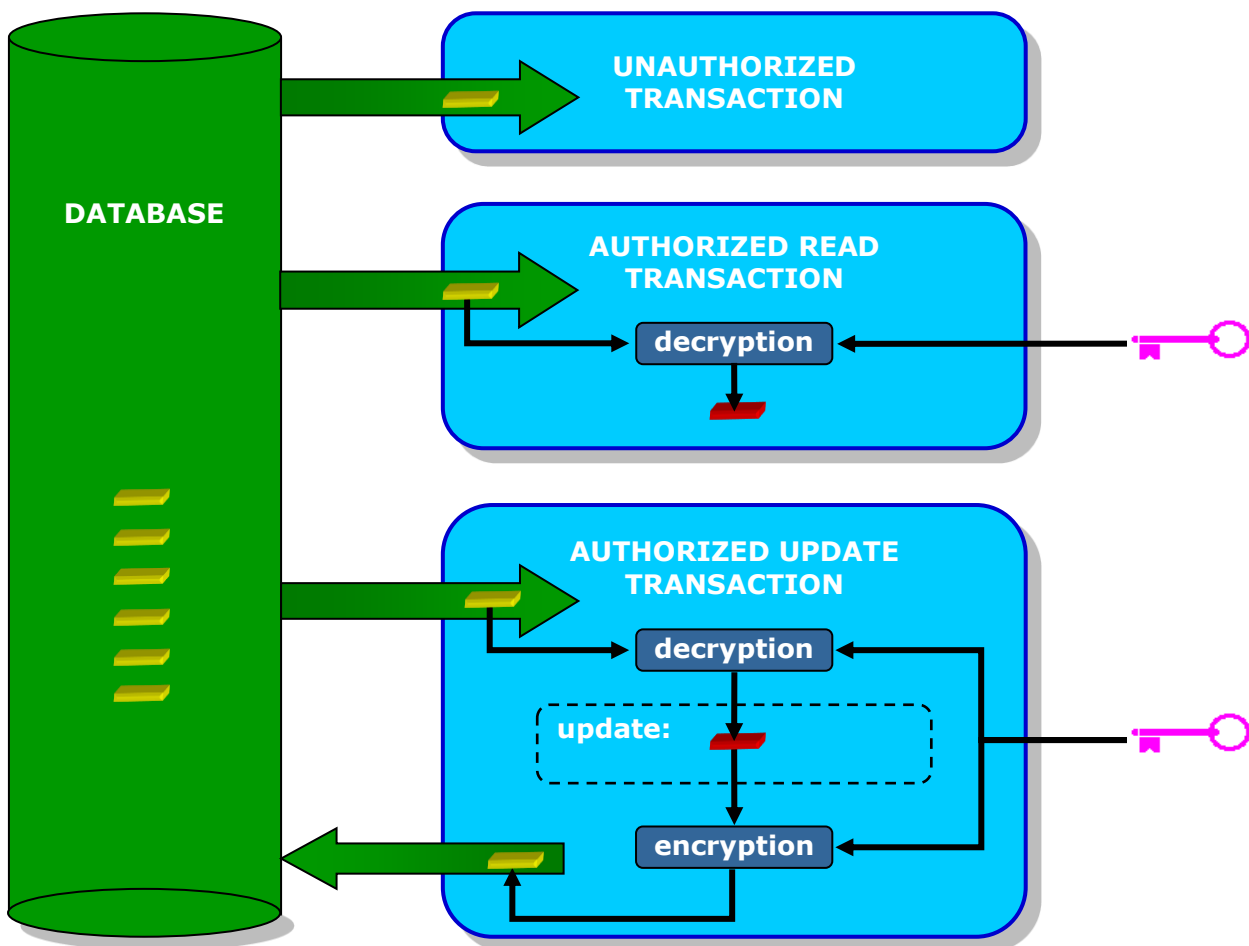 UNAUTHORIZED
TRANSACTION
DATABASE
AUTHORIZED READ
TRANSACTION
decryption
AUTHORIZED UPDATE
TRANSACTION
decryption
update:
encryption